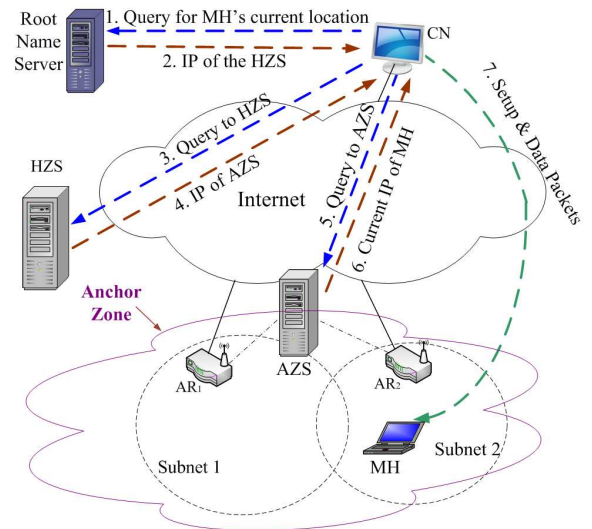 Root
Name
Server
1. Query for MH's current location
CN
2. IP of the HZS
3. Query to HZS
4. IP of AZS
5. Query to AZS
6. Current IP of MH
7. Setup & Data Packets
HZS
Internet
Anchor
Zone
AZS
AR1
AR2
Subnet 1
MH
Subnet 2